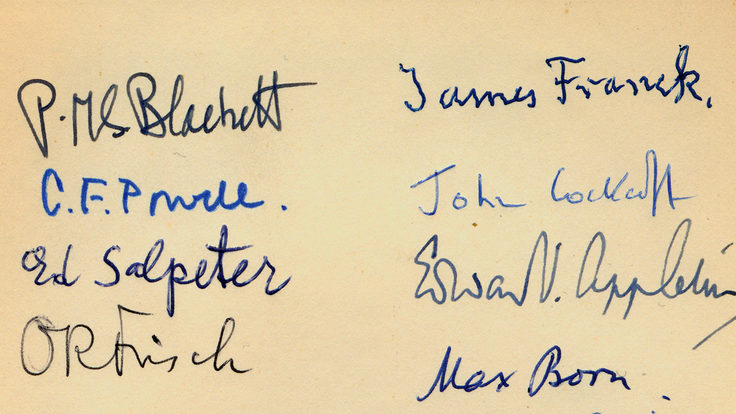 P.M.S Blackett
C.F. Powell.
Ed Salpeter
O R Frisch
James Franck.
John Cockcroft
Edward V. Appleton
Max Born